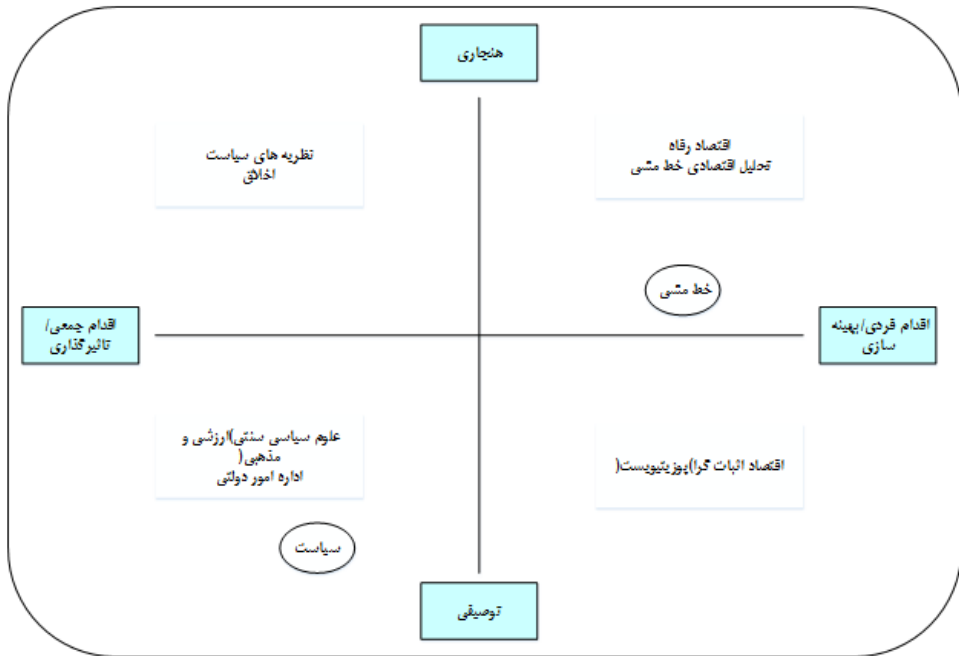 هنجاری
اقتصاد رفاه
تحلیل اقتصادی خط مشی
نظریه های سیاست
اخلاق
خط مشی
اقدام فردی/بهینه
سازی
اقدام جمعی/
تاثیرگذاری
علوم سیاسی سنتی)ارزشی و
مذهبی(
اداره امور دولتی
اقتصاد اثبات گرا)پوزیتیویست(
سیاست
توصیفی